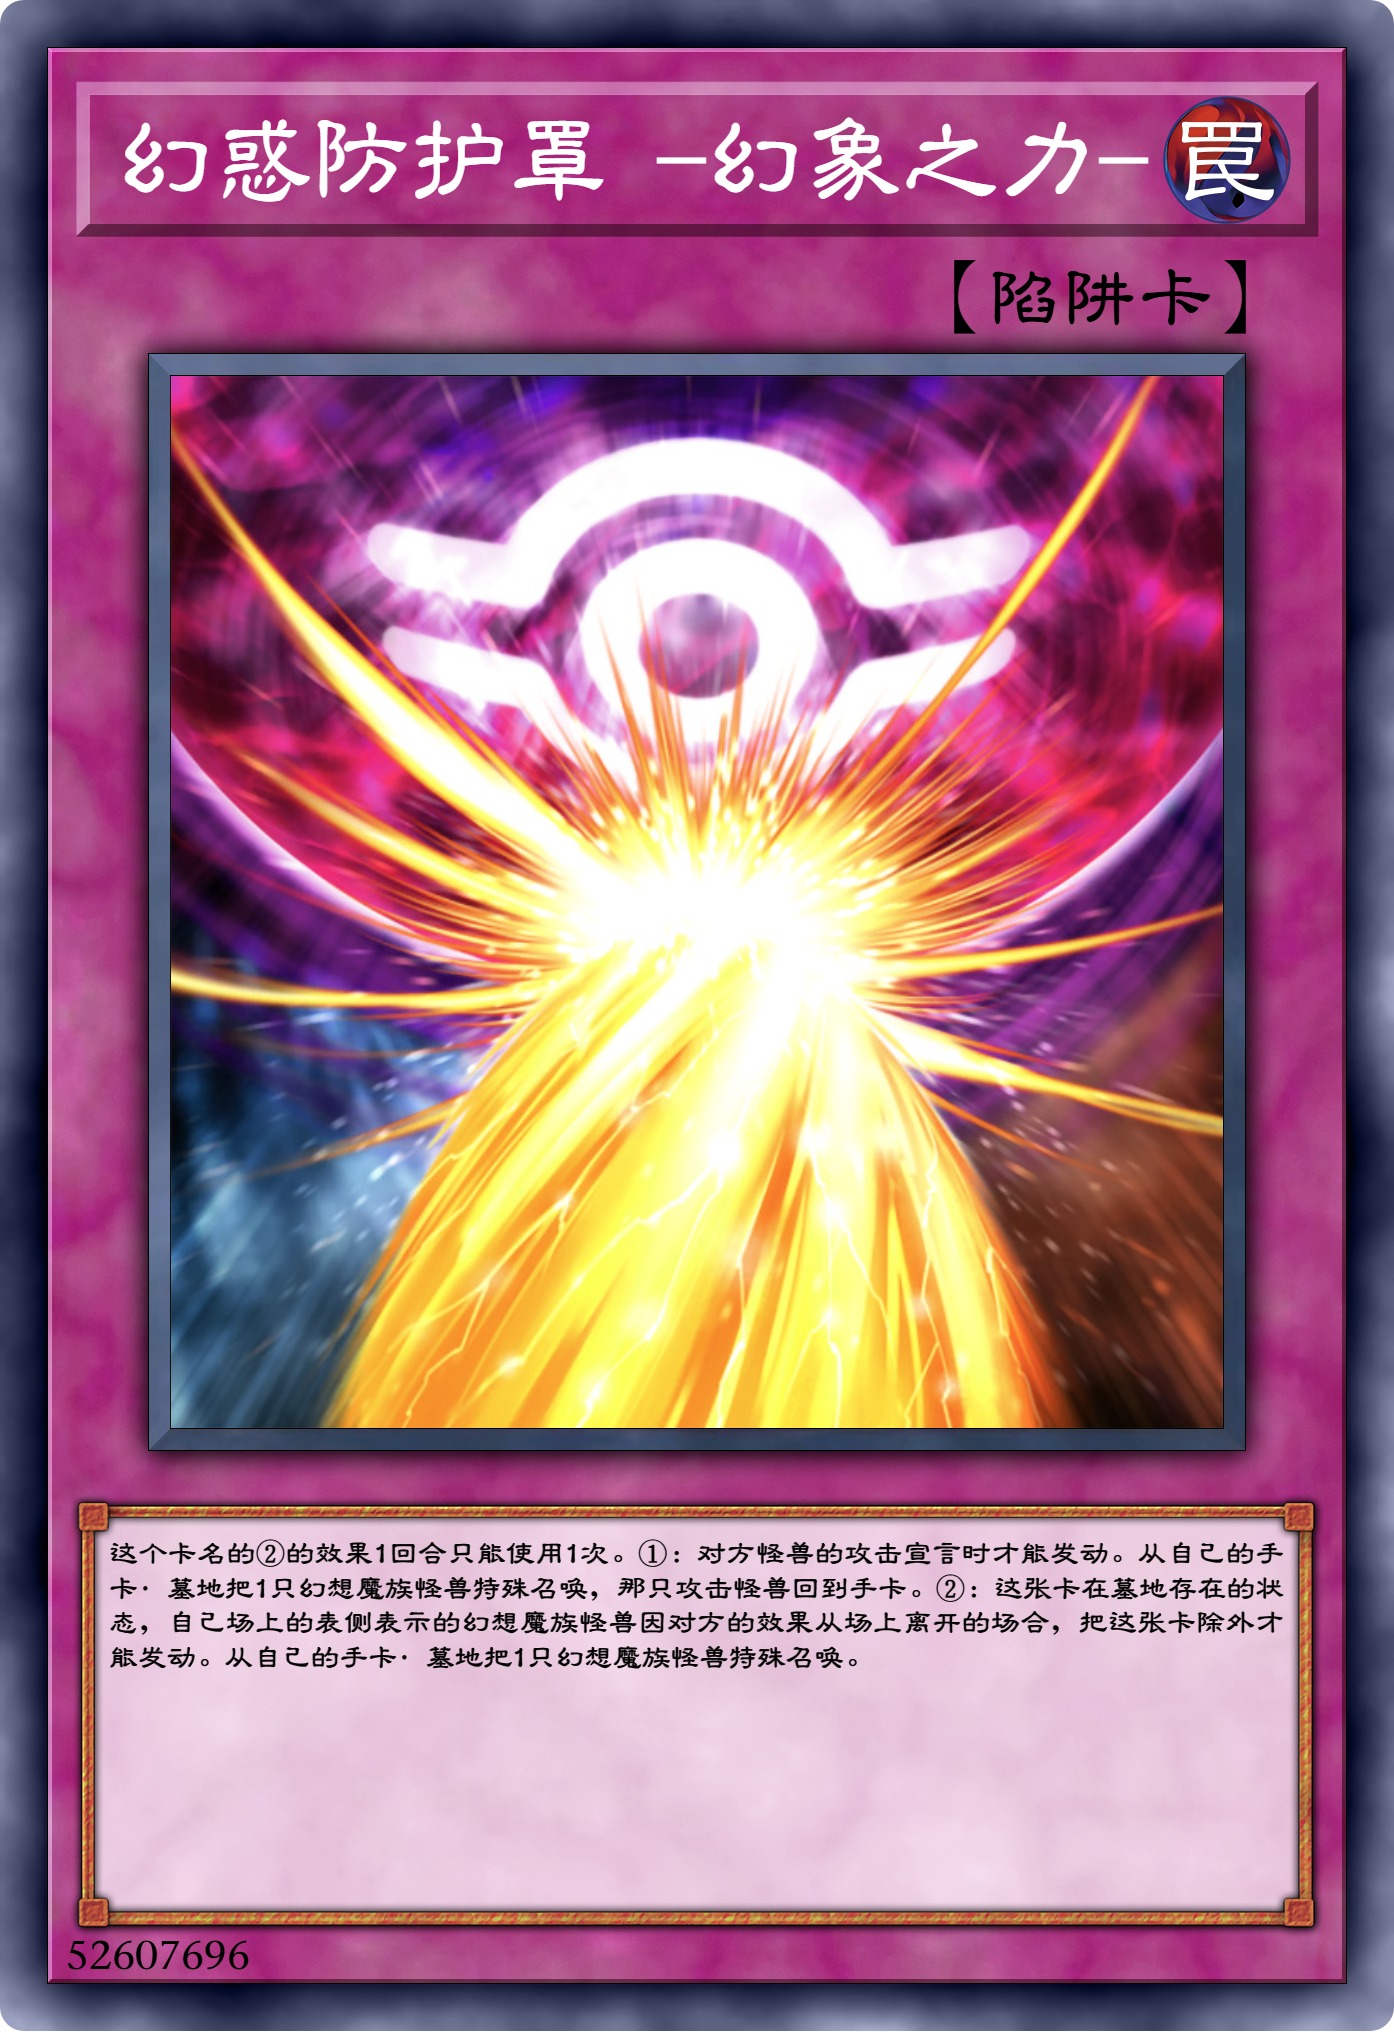 幻惑防护罩 -幻象之力-
罠
【陷阱卡】
这个卡名的②的效果1回合只能使用1次。①：对方怪兽的攻击宣言时才能发动。从自己的手
卡·墓地把1只幻想魔族怪兽特殊召唤，那只攻击怪兽回到手卡。②：这张卡在墓地存在的状
态，自己场上的表侧表示的幻想魔族怪兽因对方的效果从场上离开的场合，把这张卡除外才
能发动。从自己的手卡·墓地把1只幻想魔族怪兽特殊召唤。
52607696